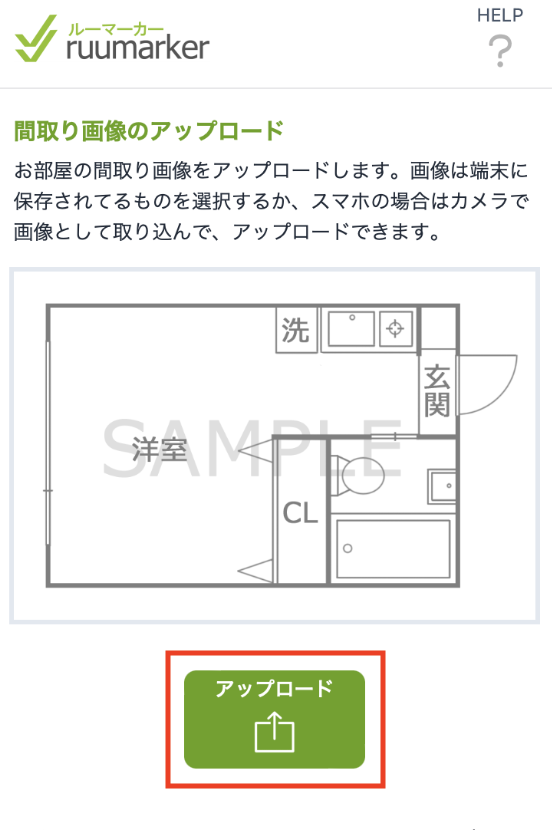 HELP
ルーマーカー
ruumarker
?
間取り画像のアップロード
お部屋の間取り画像をアップロードします。画像は端末に
保存されてるものを選択するか、スマホの場合はカメラで
画像として取り込んで、アップロードできます。
洗
玄関
SAMPLE
洋室
CL
アップロード